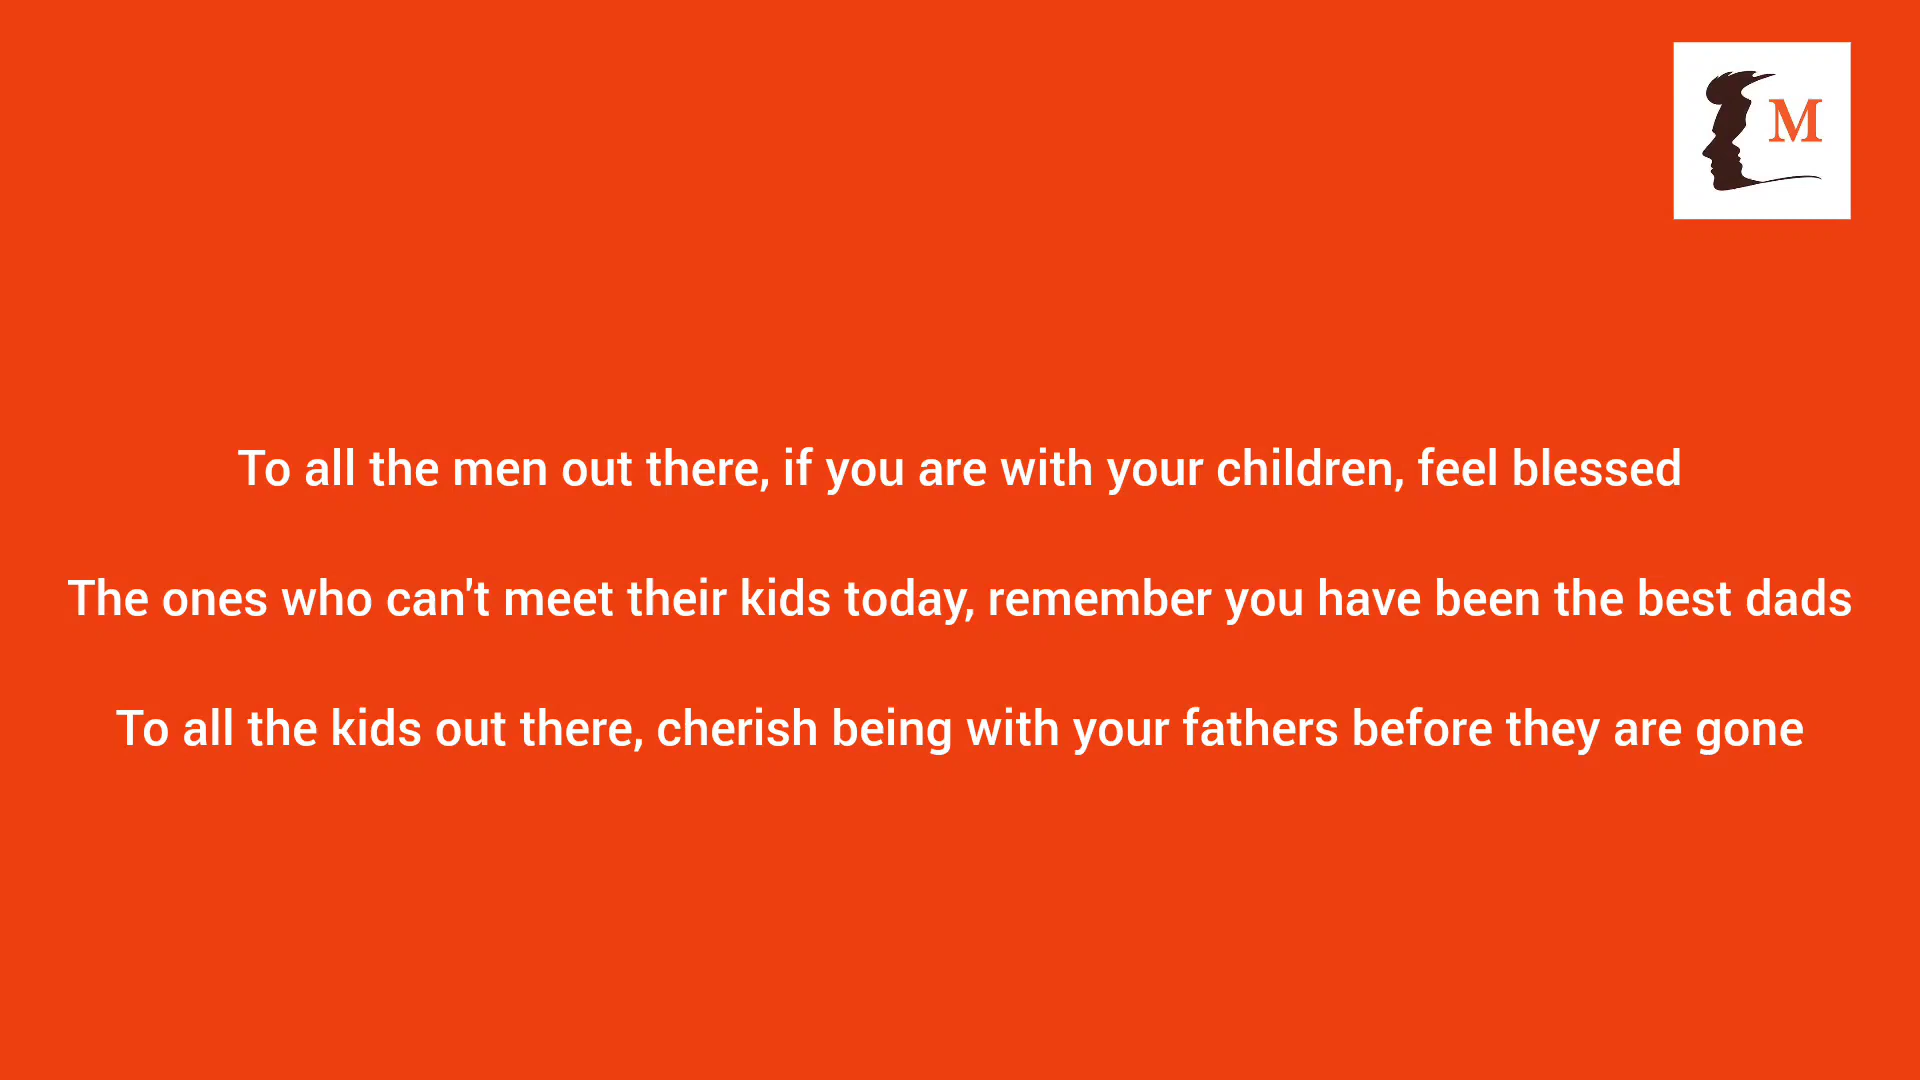 M
To all the men out there, if you are with your children, feel blessed
The ones who can't meet their kids today, remember you have been the best dads
To all the kids out there, cherish being with your fathers before they are gone